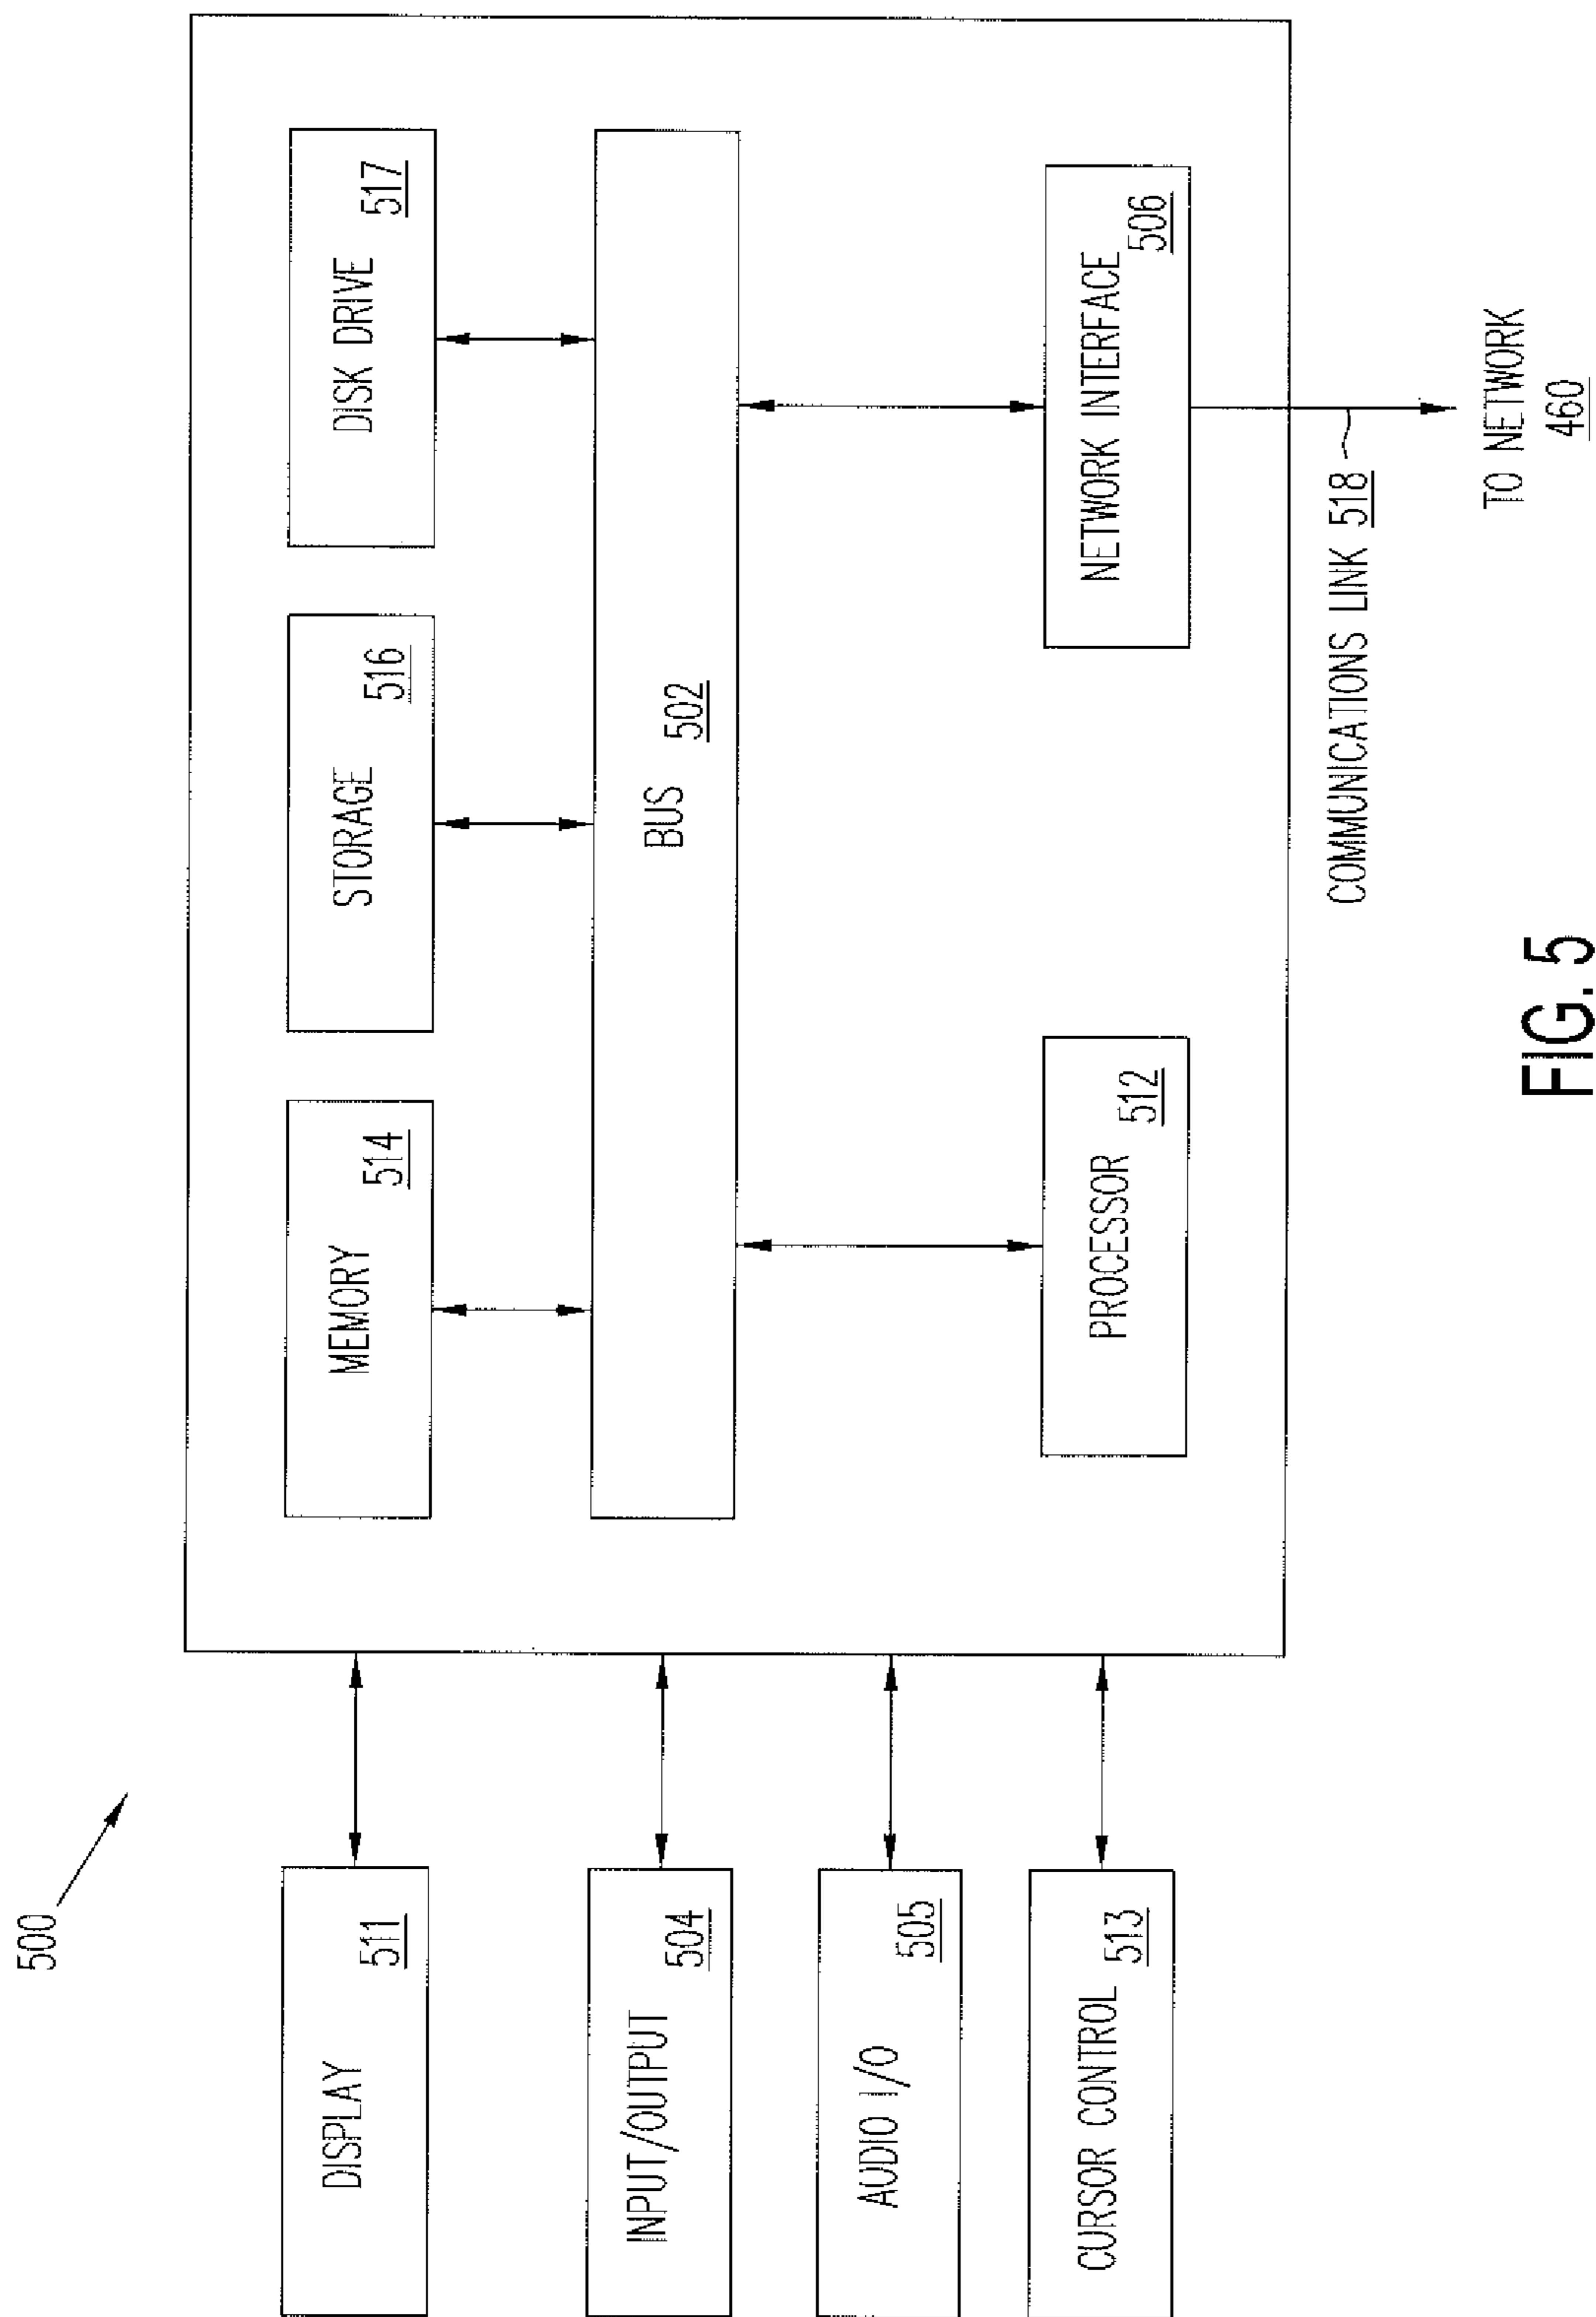 500
DISPLAY
511
INPUT/OUTPUT
504
AUDIO I/O
505
CURSOR CONTROL
513
MEMORY
514
STORAGE
516
DISK DRIVE
517
BUS
502
PROCESSOR
512
NETWORK INTERFACE
506
COMMUNICATIONS LINK 518
TO NETWORK
460
FIG. 5